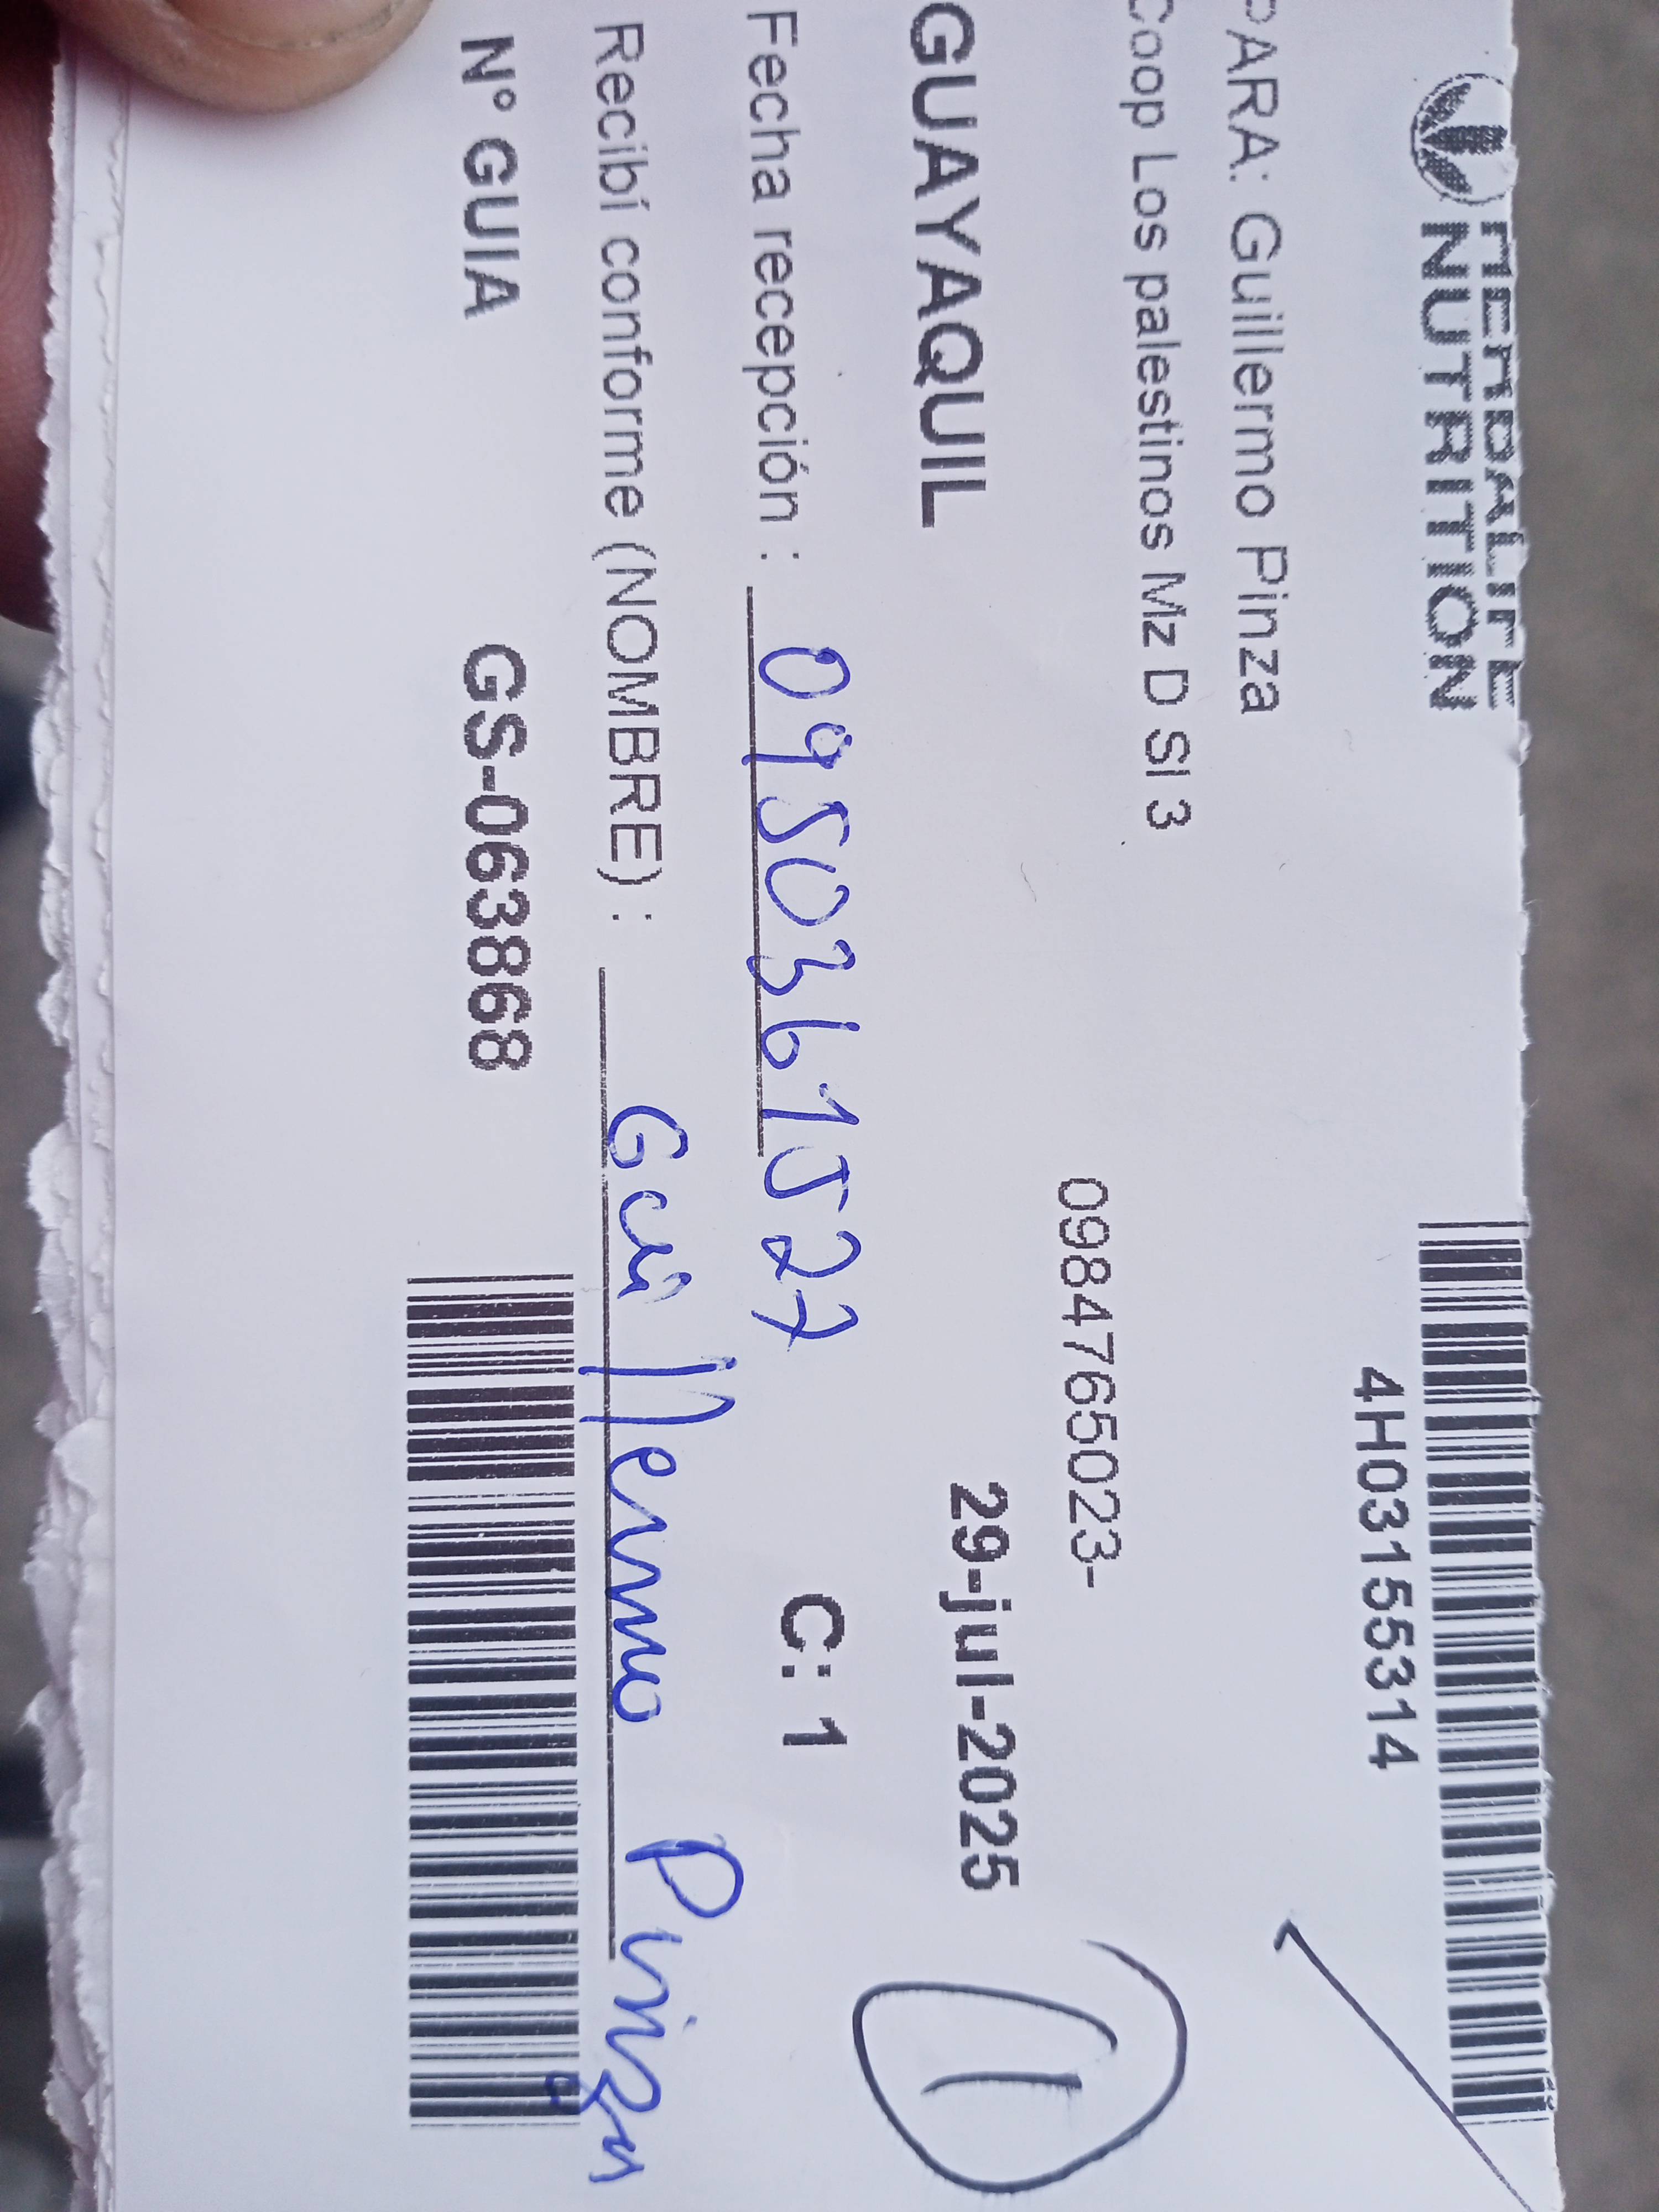 HERBALIFE
NUTRITION
4H03155314
PARA: Guillermo Pinza
Coop Los palestinos Mz D Sl 3
0984765023-
GUAYAQUIL 29-jul-2025
1
Fecha recepción : 0950361527 C: 1
Recibí conforme (NOMBRE) : Guillermo Pinza
N° GUIA GS-063868